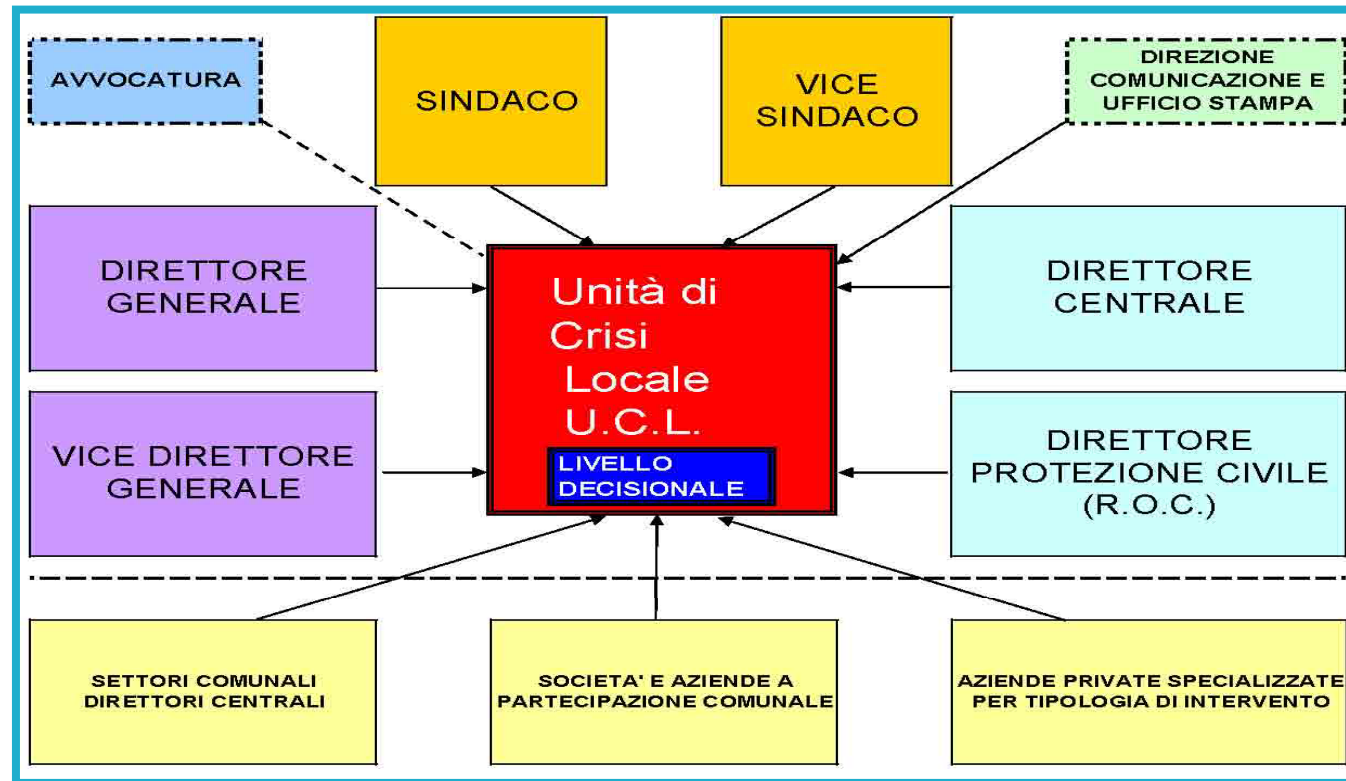 AVVOCATURA
SINDACO
VICE
SINDACO
DIREZIONE
COMUNICAZIONE E
UFFICIO STAMPA
DIRETTORE
GENERALE
Unità di
Crisi
Locale
U.C.L.
LIVELLO
DECISIONALE
DIRETTORE
CENTRALE
VICE DIRETTORE
GENERALE
DIRETTORE
PROTEZIONE CIVILE
(R.O.C.)
SETTORI COMUNALI
DIRETTORI CENTRALI
SOCIETA' E AZIENDE A
PARTECIPAZIONE COMUNALE
AZIENDE PRIVATE SPECIALIZZATE
PER TIPOLOGIA DI INTERVENTO